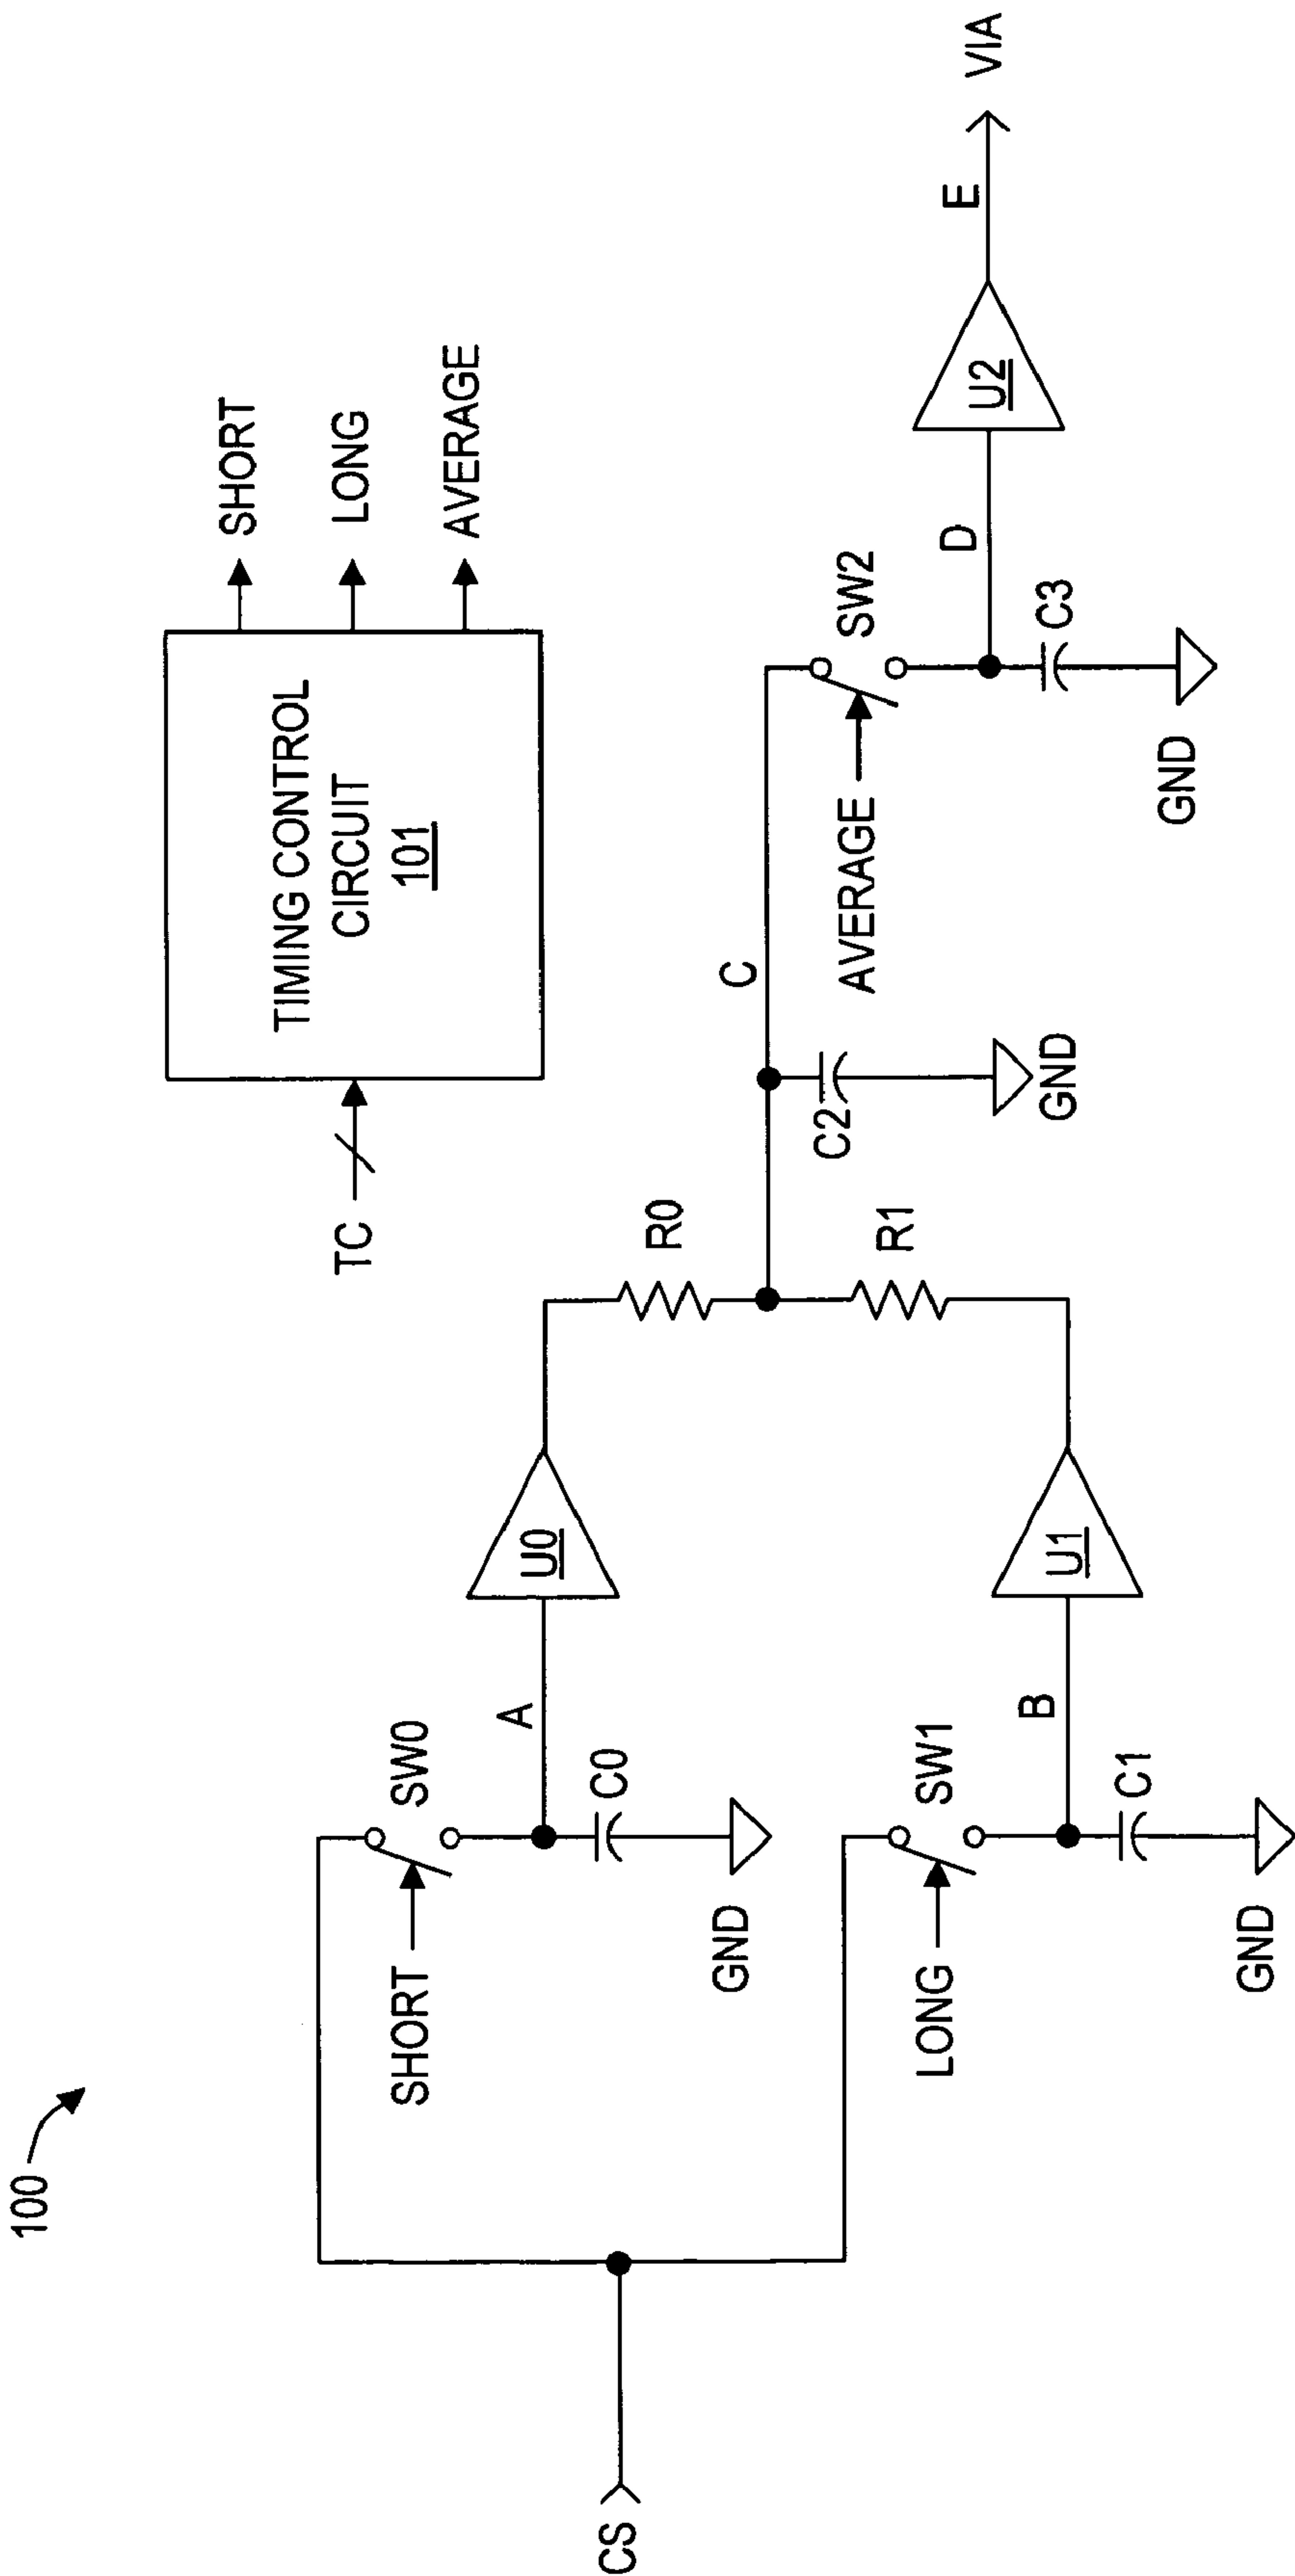 100
TC
TIMING CONTROL
CIRCUIT
101
SHORT
LONG
AVERAGE
CS
SHORT
SW0
A
C0
GND
U0
LONG
SW1
B
C1
GND
U1
R0
R1
C2
GND
C
AVERAGE
SW2
D
C3
GND
U2
E
VIA